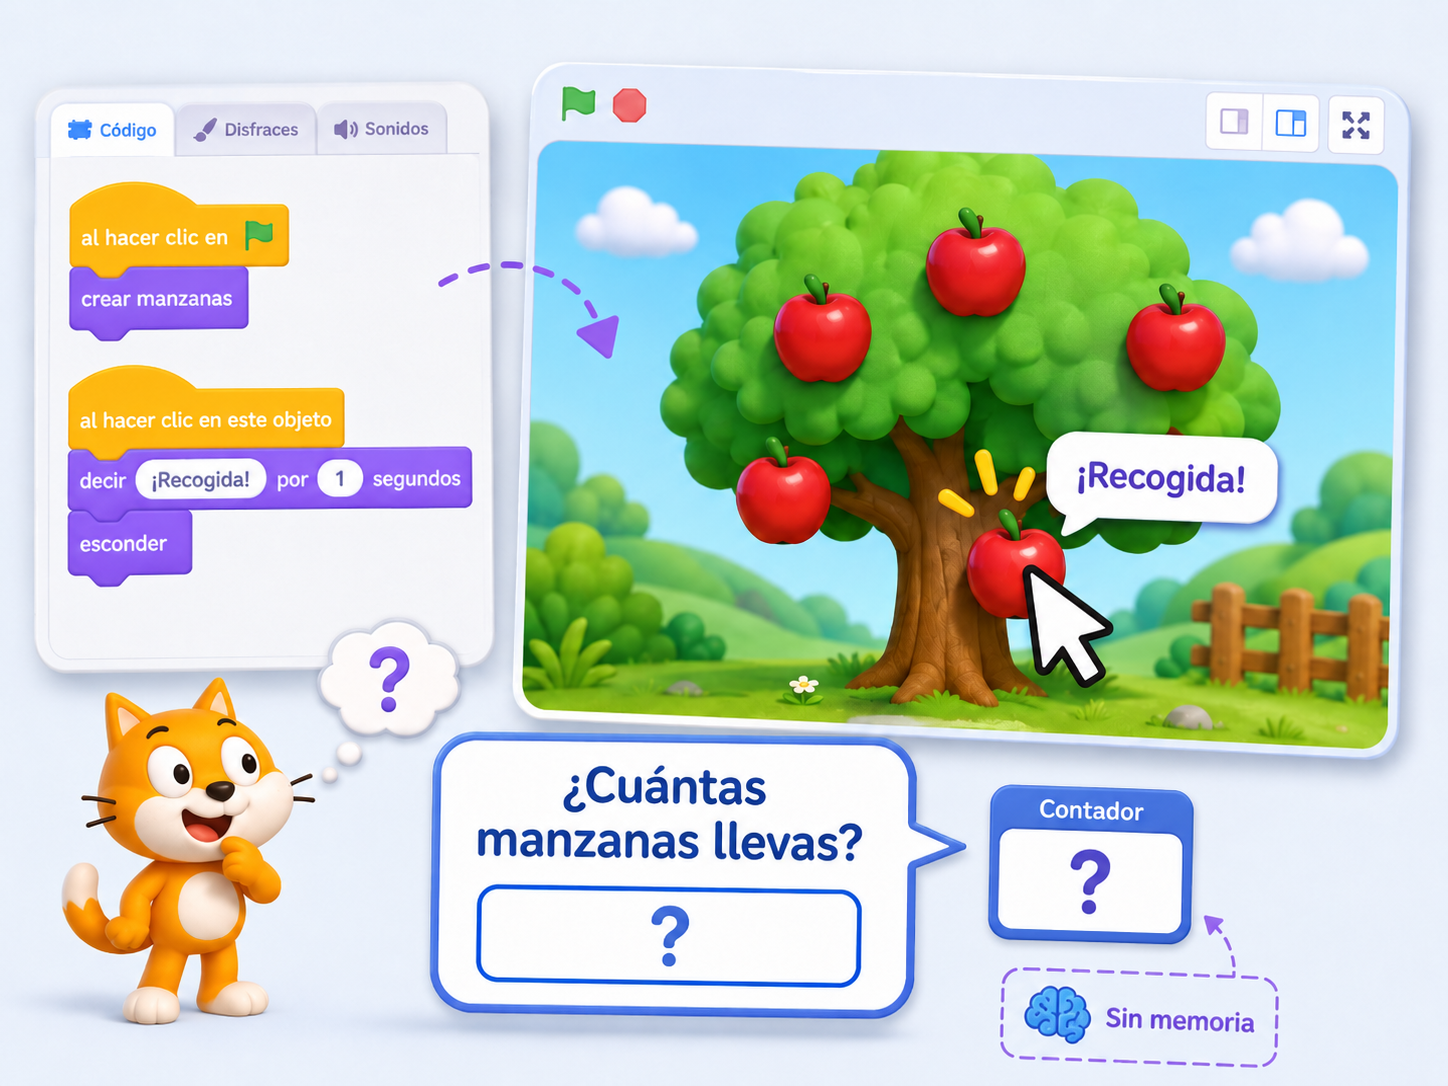 Código
Disfraces
Sonidos
al hacer clic en
crear manzanas
al hacer clic en este objeto
decir ¡Recogida! por 1 segundos
esconder
¡Recogida!
?
¿Cuántas
manzanas llevas?
?
Contador
?
Sin memoria